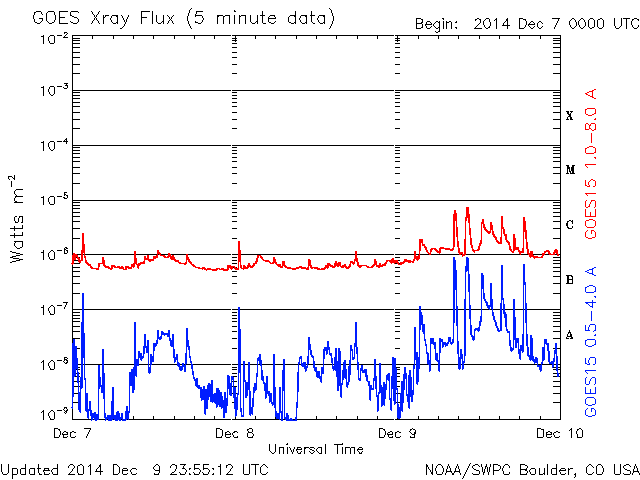 GOES Xray Flux (5 minute data)
Begin: 2014 Dec 7 0000 UTC
10-2
10-3
10-4
10-5
10-6
10-7
10-8
10-9
Watts m-2
X
M
C
B
A
GOES15 1.0-8.0 A
GOES15 0.5-4.0 A
Dec 7
Dec 8
Dec 9
Dec 10
Universal Time
Updated 2014 Dec 9 23:55:12 UTC
NOAA/SWPC Boulder, CO USA